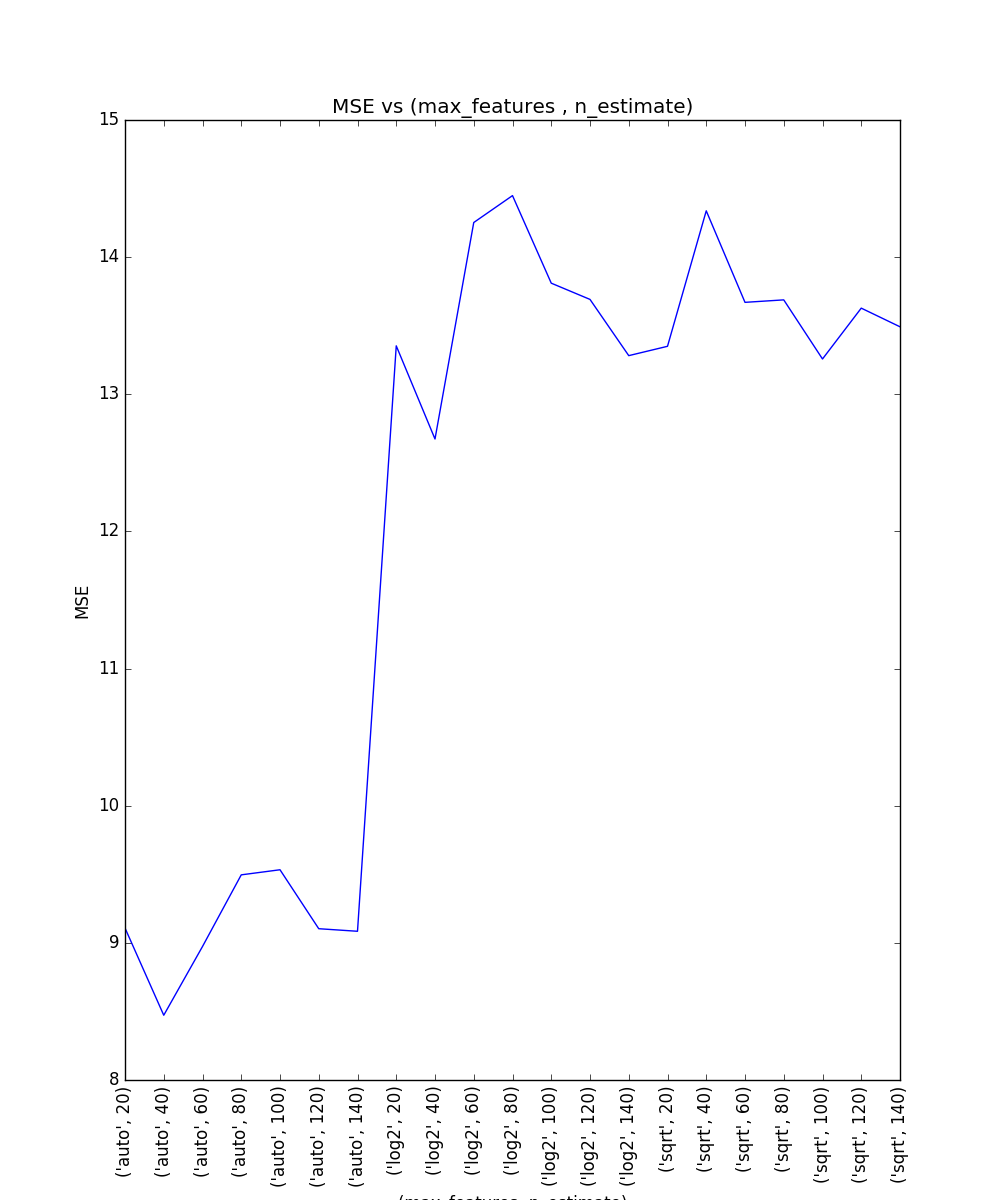 MSE vs (max_features , n_estimate)
15
14
13
12
11
10
9
8
MSE
('auto', 20)
('auto', 40)
('auto', 60)
('auto', 80)
('auto', 100)
('auto', 120)
('auto', 140)
('log2', 20)
('log2', 40)
('log2', 60)
('log2', 80)
('log2', 100)
('log2', 120)
('log2', 140)
('sqrt', 20)
('sqrt', 40)
('sqrt', 60)
('sqrt', 80)
('sqrt', 100)
('sqrt', 120)
('sqrt', 140)
(max_features, n_estimate)